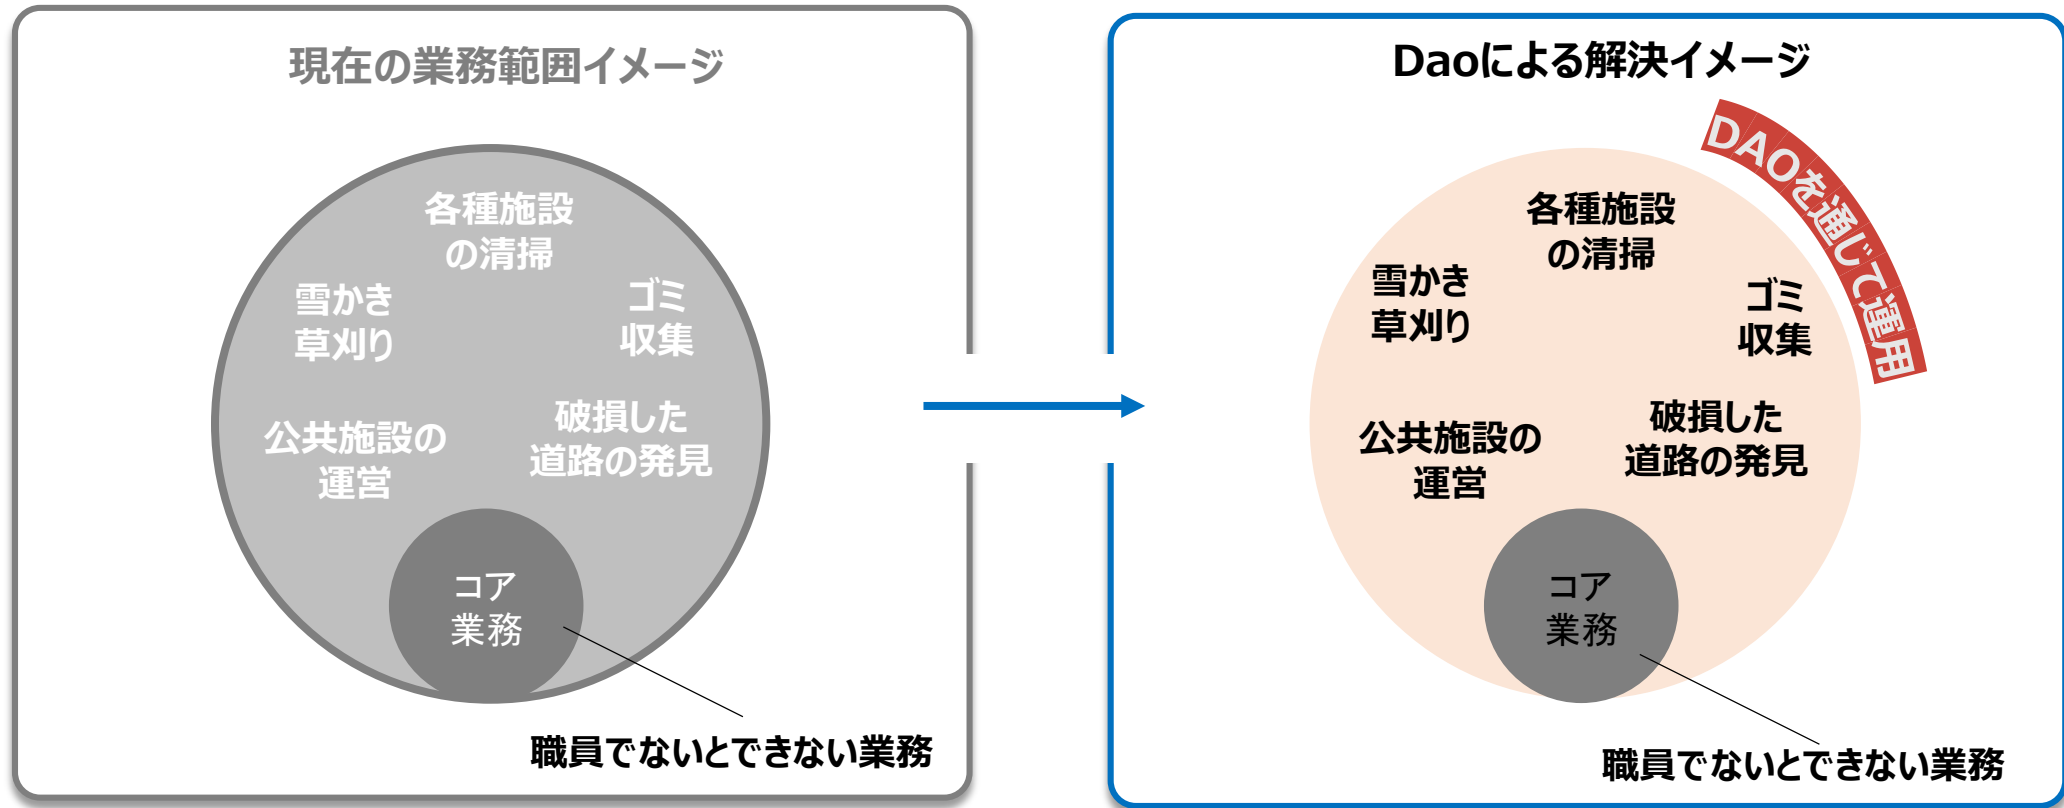 現在の業務範囲イメージ
各種施設
の清掃
雪かき
草刈り
ゴミ
収集
公共施設の
運営
破損した
道路の発見
コア
業務
職員でないとできない業務
Daoによる解決イメージ
DAOを通じて運用
各種施設
の清掃
雪かき
草刈り
ゴミ
収集
公共施設の
運営
破損した
道路の発見
コア
業務
職員でないとできない業務